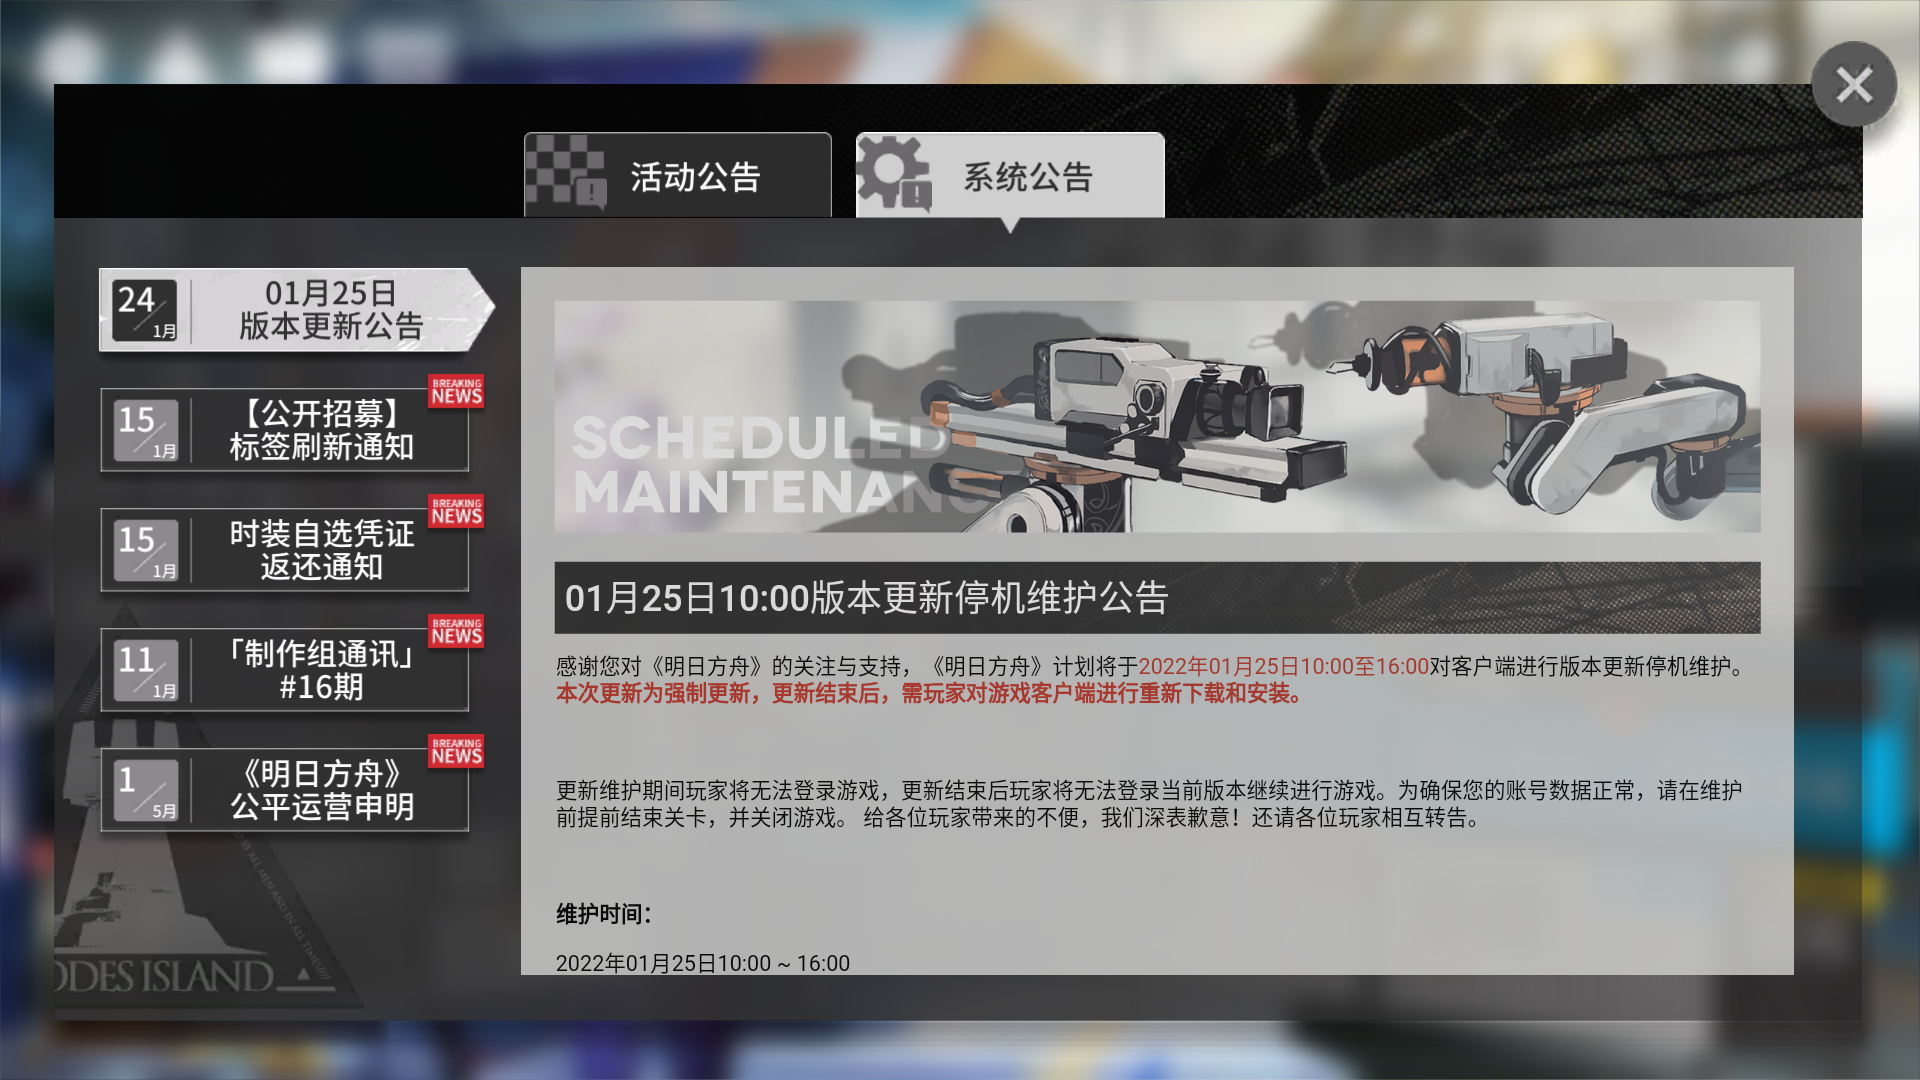 活动公告
系统公告
24
1月
01月25日
版本更新公告
BREAKING
NEWS
15
1月
【公开招募】
标签刷新通知
BREAKING
NEWS
15
1月
时装自选凭证
返还通知
BREAKING
NEWS
11
1月
「制作组通讯」
#16期
BREAKING
NEWS
1
5月
《明日方舟》
公平运营申明
SCHEDULED
MAINTENANC
01月25日10:00版本更新停机维护公告
感谢您对《明日方舟》的关注与支持，《明日方舟》计划将于2022年01月25日10:00至16:00对客户端进行版本更新停机维护。
本次更新为强制更新，更新结束后，需玩家对游戏客户端进行重新下载和安装。
更新维护期间玩家将无法登录游戏，更新结束后玩家将无法登录当前版本继续进行游戏。为确保您的账号数据正常，请在维护
前提前结束关卡，并关闭游戏。 给各位玩家带来的不便，我们深表歉意！还请各位玩家相互转告。
维护时间：
2022年01月25日10:00 ~ 16:00
ODES ISLAND